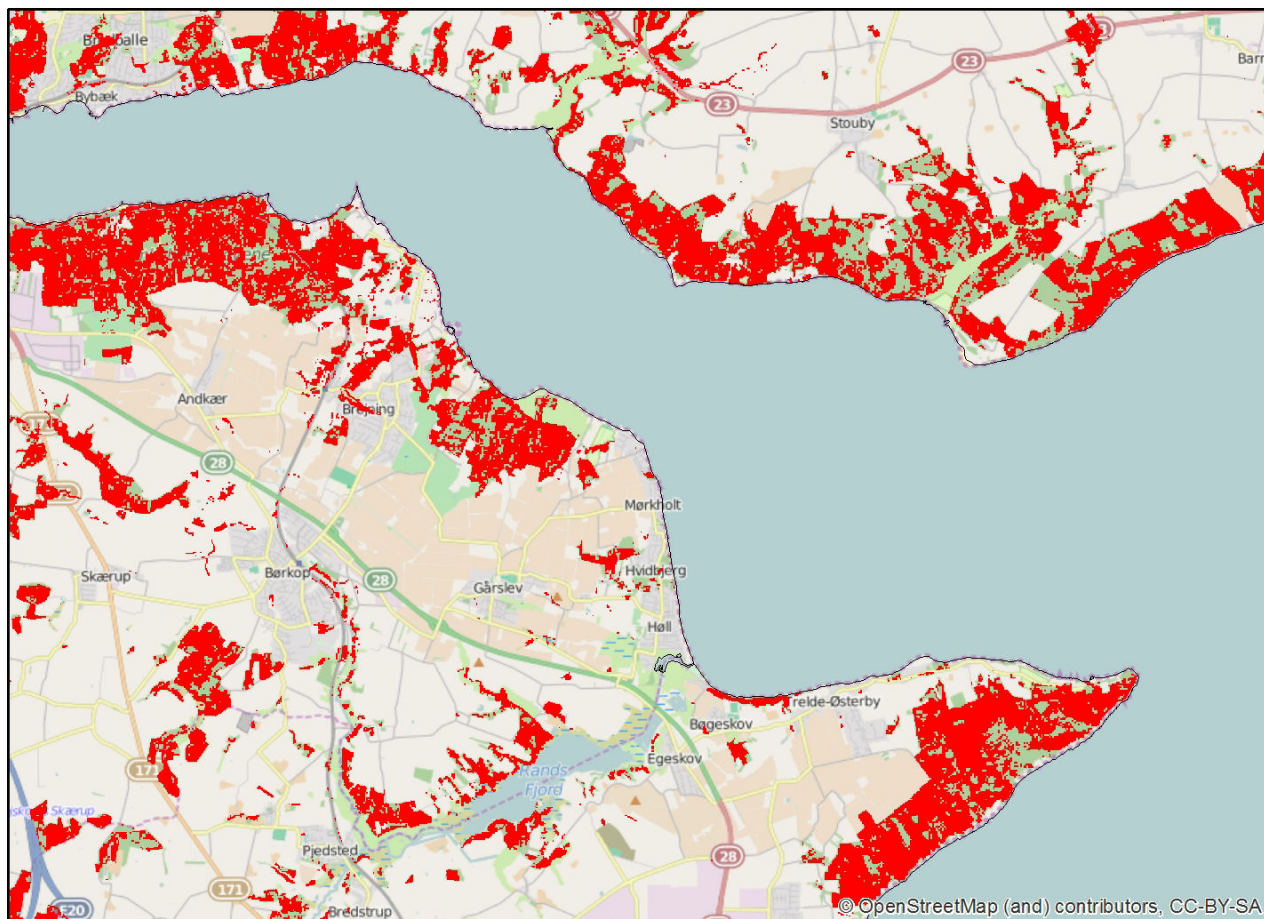 Bybæk
23
23
Stouby
Andkær
Brejning
28
Mørkholt
Børkop
28
Skærup
Hvidbjerg
Gårslev
Høll
Trelde-Østerby
Bøgeskov
Egeskov
171
Rands
Fjord
Skærup
Pjedsted
28
171
E20
Bredstrup
© OpenStreetMap (and) contributors, CC-BY-SA